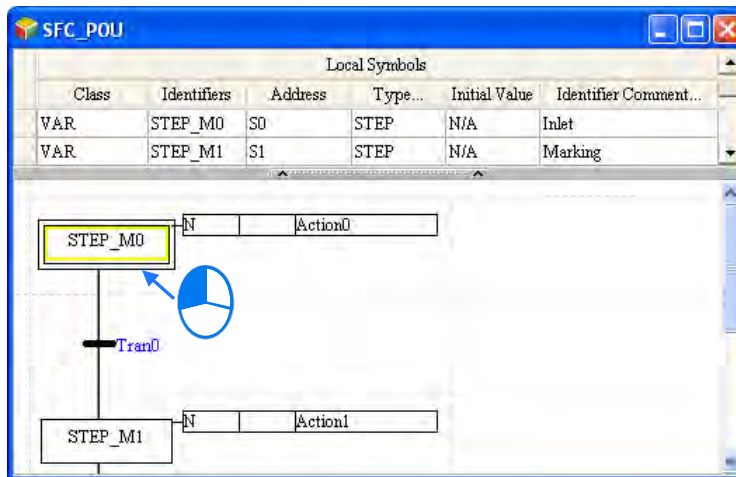 SFC_POU
Local Symbols
Class Identifiers Address Type... Initial Value Identifier Comment...
VAR STEP_M0 S0 STEP N/A Inlet
VAR STEP_M1 S1 STEP N/A Marking
N Action0
STEP_M0
Tran0
N Action1
STEP_M1